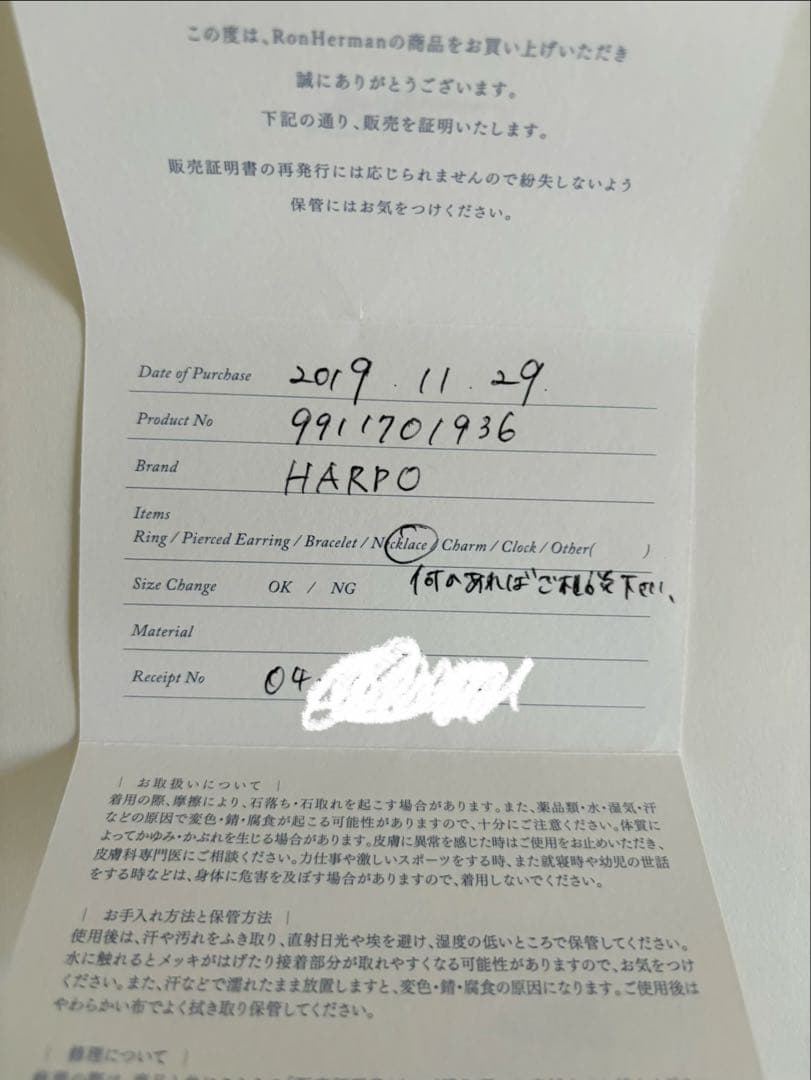 この度は、RonHermanの商品をお買い上げいただき
誠にありがとうございます。
下記の通り、販売を証明いたします。
販売証明書の再発行には応じられませんので紛失しないよう
保管にはお気をつけください。
Date of Purchase 2019.11.29.
Product No 9911701936
Brand HARPO
Items
Ring / Pierced Earring / Bracelet / Necklace / Charm / Clock / Other( )
Size Change OK / NG 何かあればご相談下さい、
Material
Receipt No 04.
| お取扱いについて |
着用の際、摩擦により、石落ち・石取れを起こす場合があります。また、薬品類・水・湿気・汗
などの原因で変色・錆・腐食が起こる可能性がありますので、十分にご注意ください。体質に
よってかゆみ・かぶれを生じる場合があります。皮膚に異常を感じた時はご使用をお止めいただき、
皮膚科専門医にご相談ください。力仕事や激しいスポーツをする時、また就寝時や幼児の世話
をする時などは、身体に危害を及ぼす場合がありますので、着用しないでください。
| お手入れ方法と保管方法 |
使用後は、汗や汚れをふき取り、直射日光や埃を避け、湿度の低いところで保管してください。
水に触れるとメッキがはげたり接着部分が取れやすくなる可能性がありますので、お気をつけ
ください。また、汗などで濡れたまま放置しますと、変色・錆・腐食の原因になります。ご使用後は
やわらかい布でよく拭き取り保管してください。
| 修理について |